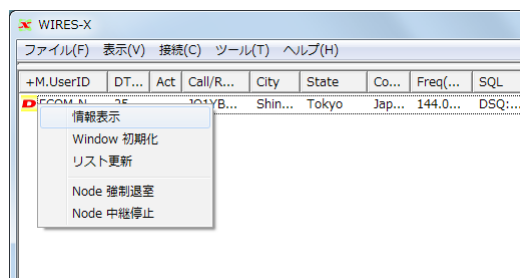 WIRES-X
ファイル(F) 表示(V) 接続(C) ツール(T) ヘルプ(H)
+M.UserID DT... Act Call/R... City State Co... Freq(... SQL
D 25 Shin... Tokyo Jap... 144.0... DSQ:...
情報表示
Window 初期化
リスト更新
Node 強制退室
Node 中継停止